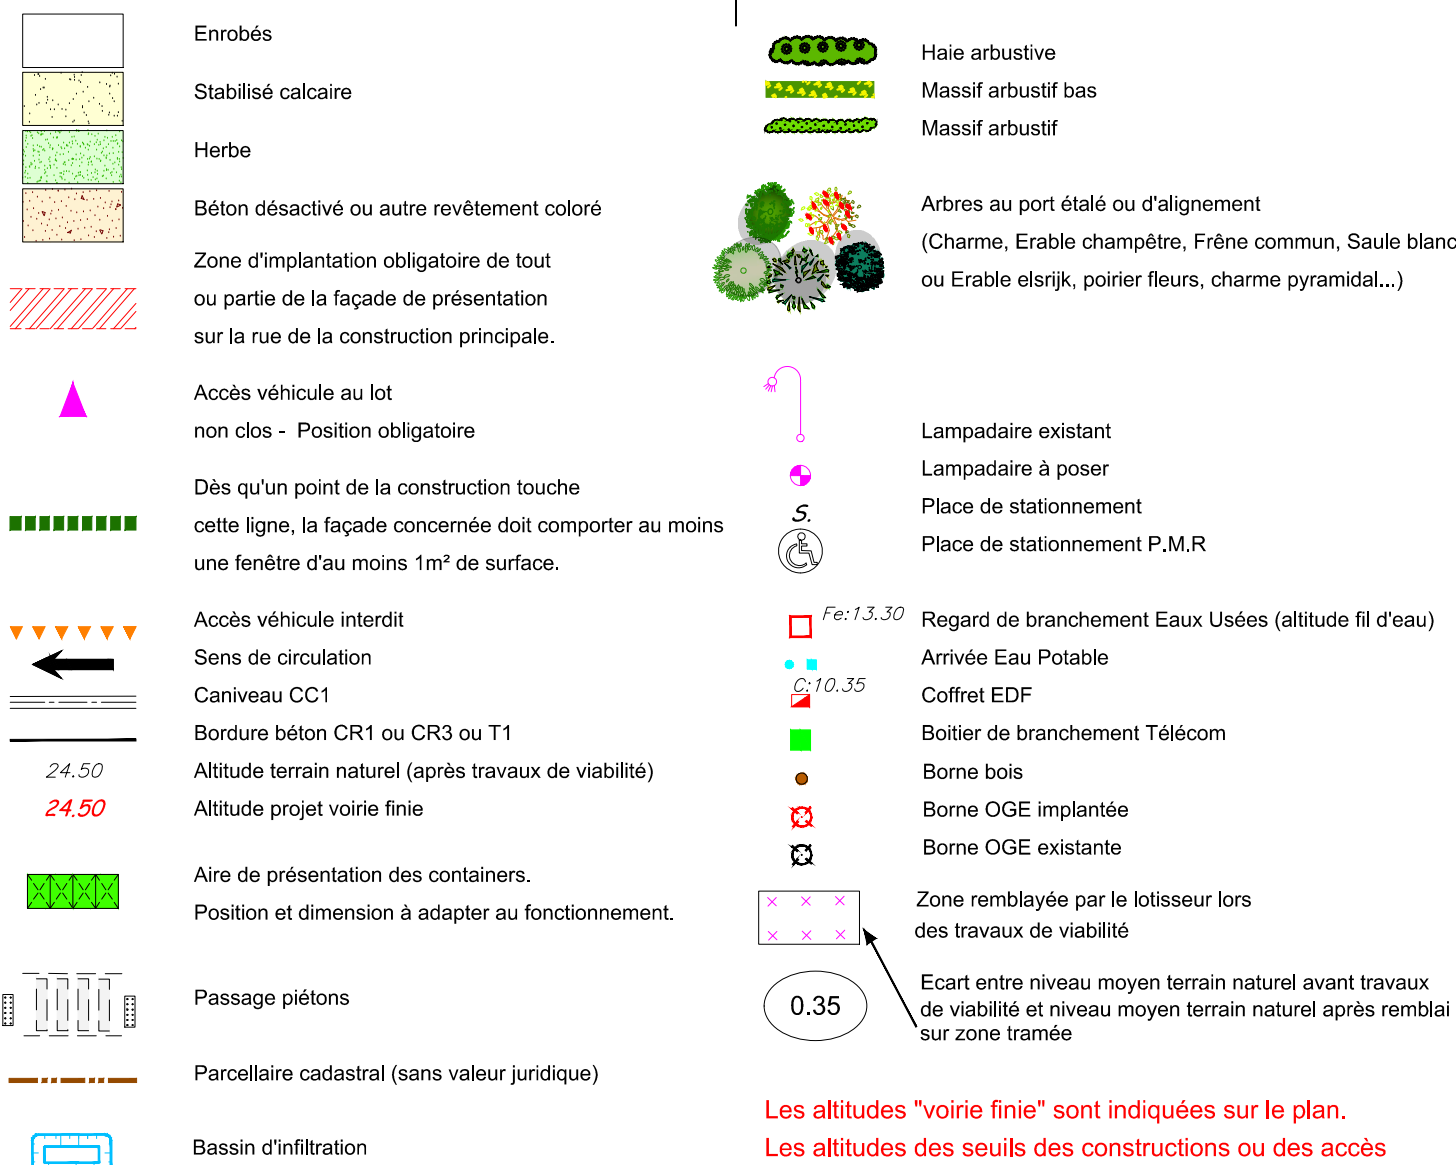 Enrobés
Stabilisé calcaire
Herbe
Béton désactivé ou autre revêtement coloré
Zone d'implantation obligatoire de tout
ou partie de la façade de présentation
sur la rue de la construction principale.
Accès véhicule au lot
non clos - Position obligatoire
Dès qu'un point de la construction touche
cette ligne, la façade concernée doit comporter au moins
une fenêtre d'au moins 1m² de surface.
Accès véhicule interdit
Sens de circulation
Caniveau CC1
Bordure béton CR1 ou CR3 ou T1
24.50 Altitude terrain naturel (après travaux de viabilité)
24.50 Altitude projet voirie finie
Aire de présentation des containers.
Position et dimension à adapter au fonctionnement.
Passage piétons
Parcellaire cadastral (sans valeur juridique)
Bassin d'infiltration
Haie arbustive
Massif arbustif bas
Massif arbustif
Arbres au port étalé ou d'alignement
(Charme, Erable champêtre, Frêne commun, Saule blanc
ou Erable elsrijk, poirier fleurs, charme pyramidal...)
Lampadaire existant
Lampadaire à poser
S. Place de stationnement
Place de stationnement P.M.R
Fe:13.30 Regard de branchement Eaux Usées (altitude fil d'eau)
Arrivée Eau Potable
C:10.35 Coffret EDF
Boitier de branchement Télécom
Borne bois
Borne OGE implantée
Borne OGE existante
Zone remblayée par le lotisseur lors
des travaux de viabilité
Ecart entre niveau moyen terrain naturel avant travaux
0.35 de viabilité et niveau moyen terrain naturel après remblai
sur zone tramée
Les altitudes "voirie finie" sont indiquées sur le plan.
Les altitudes des seuils des constructions ou des accès